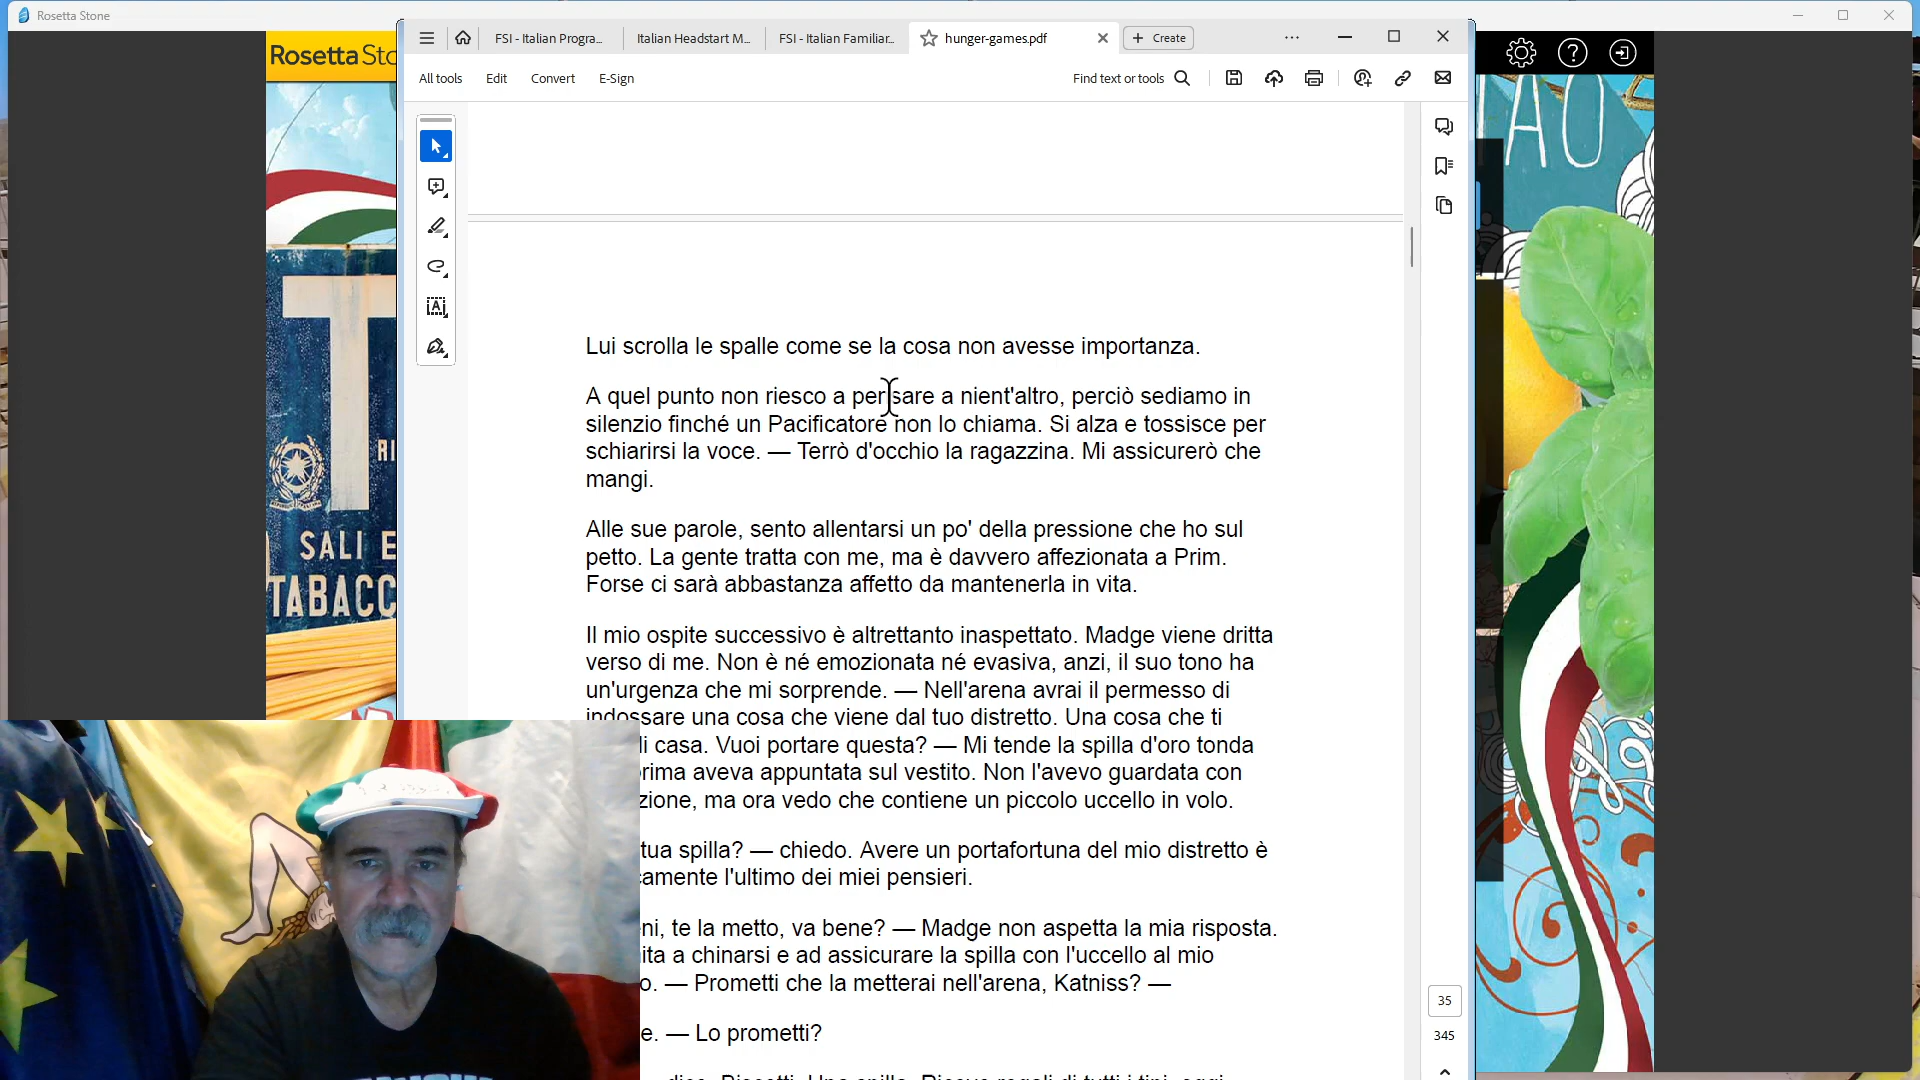 Rosetta Stone
Rosetta Sto
FSI - Italian Progra...
Italian Headstart M...
FSI - Italian Familiar...
hunger-games.pdf
Create
All tools
Edit
Convert
E-Sign
Find text or tools
Lui scrolla le spalle come se la cosa non avesse importanza.
A quel punto non riesco a pensare a nient'altro, perciò sediamo in
silenzio finché un Pacificatore non lo chiama. Si alza e tossisce per
schiarirsi la voce. — Terrò d'occhio la ragazzina. Mi assicurerò che
mangi.
Alle sue parole, sento allentarsi un po' della pressione che ho sul
petto. La gente tratta con me, ma è davvero affezionata a Prim.
Forse ci sarà abbastanza affetto da mantenerla in vita.
Il mio ospite successivo è altrettanto inaspettato. Madge viene dritta
verso di me. Non è né emozionata né evasiva, anzi, il suo tono ha
un'urgenza che mi sorprende. — Nell'arena avrai il permesso di
indossare una cosa che viene dal tuo distretto. Una cosa che ti
li casa. Vuoi portare questa? — Mi tende la spilla d'oro tonda
rima aveva appuntata sul vestito. Non l'avevo guardata con
zione, ma ora vedo che contiene un piccolo uccello in volo.
tua spilla? — chiedo. Avere un portafortuna del mio distretto è
camente l'ultimo dei miei pensieri.
ni, te la metto, va bene? — Madge non aspetta la mia risposta.
ita a chinarsi e ad assicurare la spilla con l'uccello al mio
o. — Prometti che la metterai nell'arena, Katniss? —
e. — Lo prometti?
35
345
T
RI
SALI E
TABACC
IAO